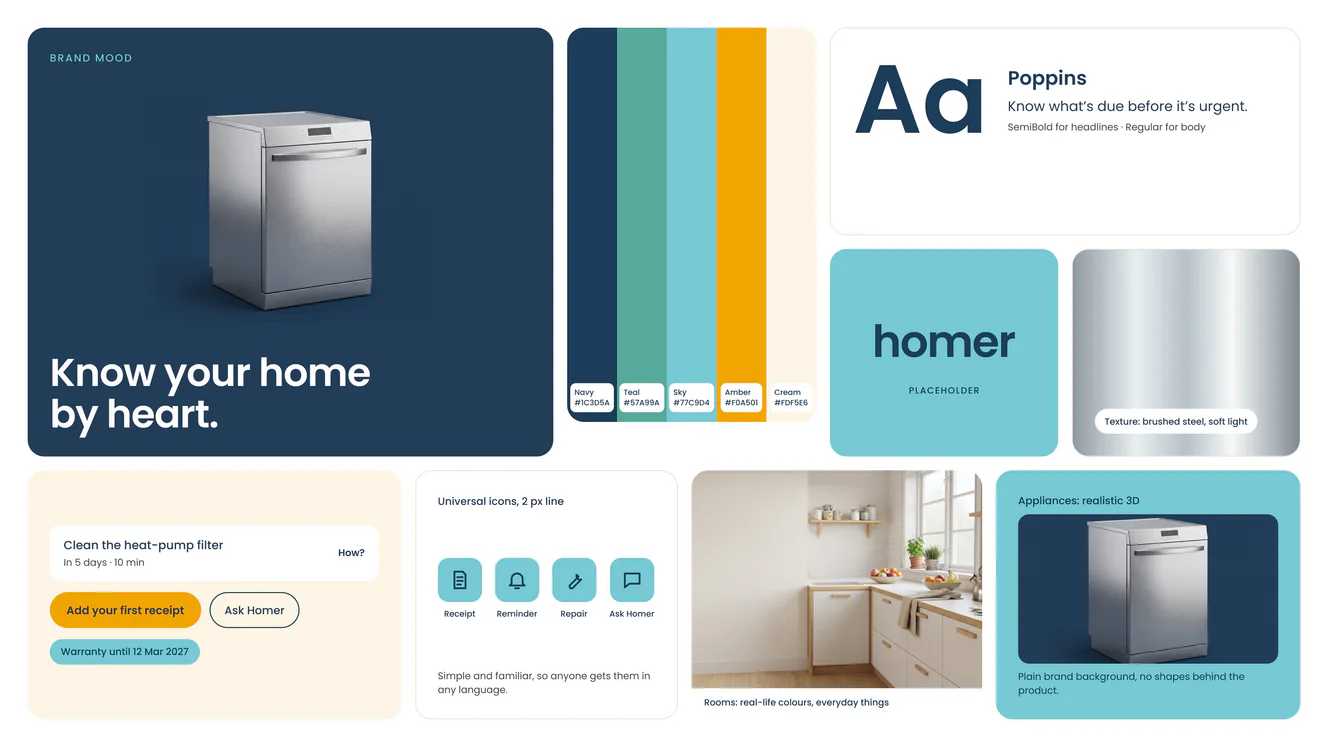 BRAND MOOD
Know your home
by heart.
Navy
#1C3D5A
Teal
#57A99A
Sky
#77C9D4
Amber
#F0A501
Cream
#FDF5E6
Aa
Poppins
Know what’s due before it’s urgent.
SemiBold for headlines · Regular for body
homer
PLACEHOLDER
Texture: brushed steel, soft light
Clean the heat-pump filter
In 5 days · 10 min
How?
Add your first receipt
Ask Homer
Warranty until 12 Mar 2027
Universal icons, 2 px line
Receipt
Reminder
Repair
Ask Homer
Simple and familiar, so anyone gets them in
any language.
Rooms: real-life colours, everyday things
Appliances: realistic 3D
Plain brand background, no shapes behind the
product.